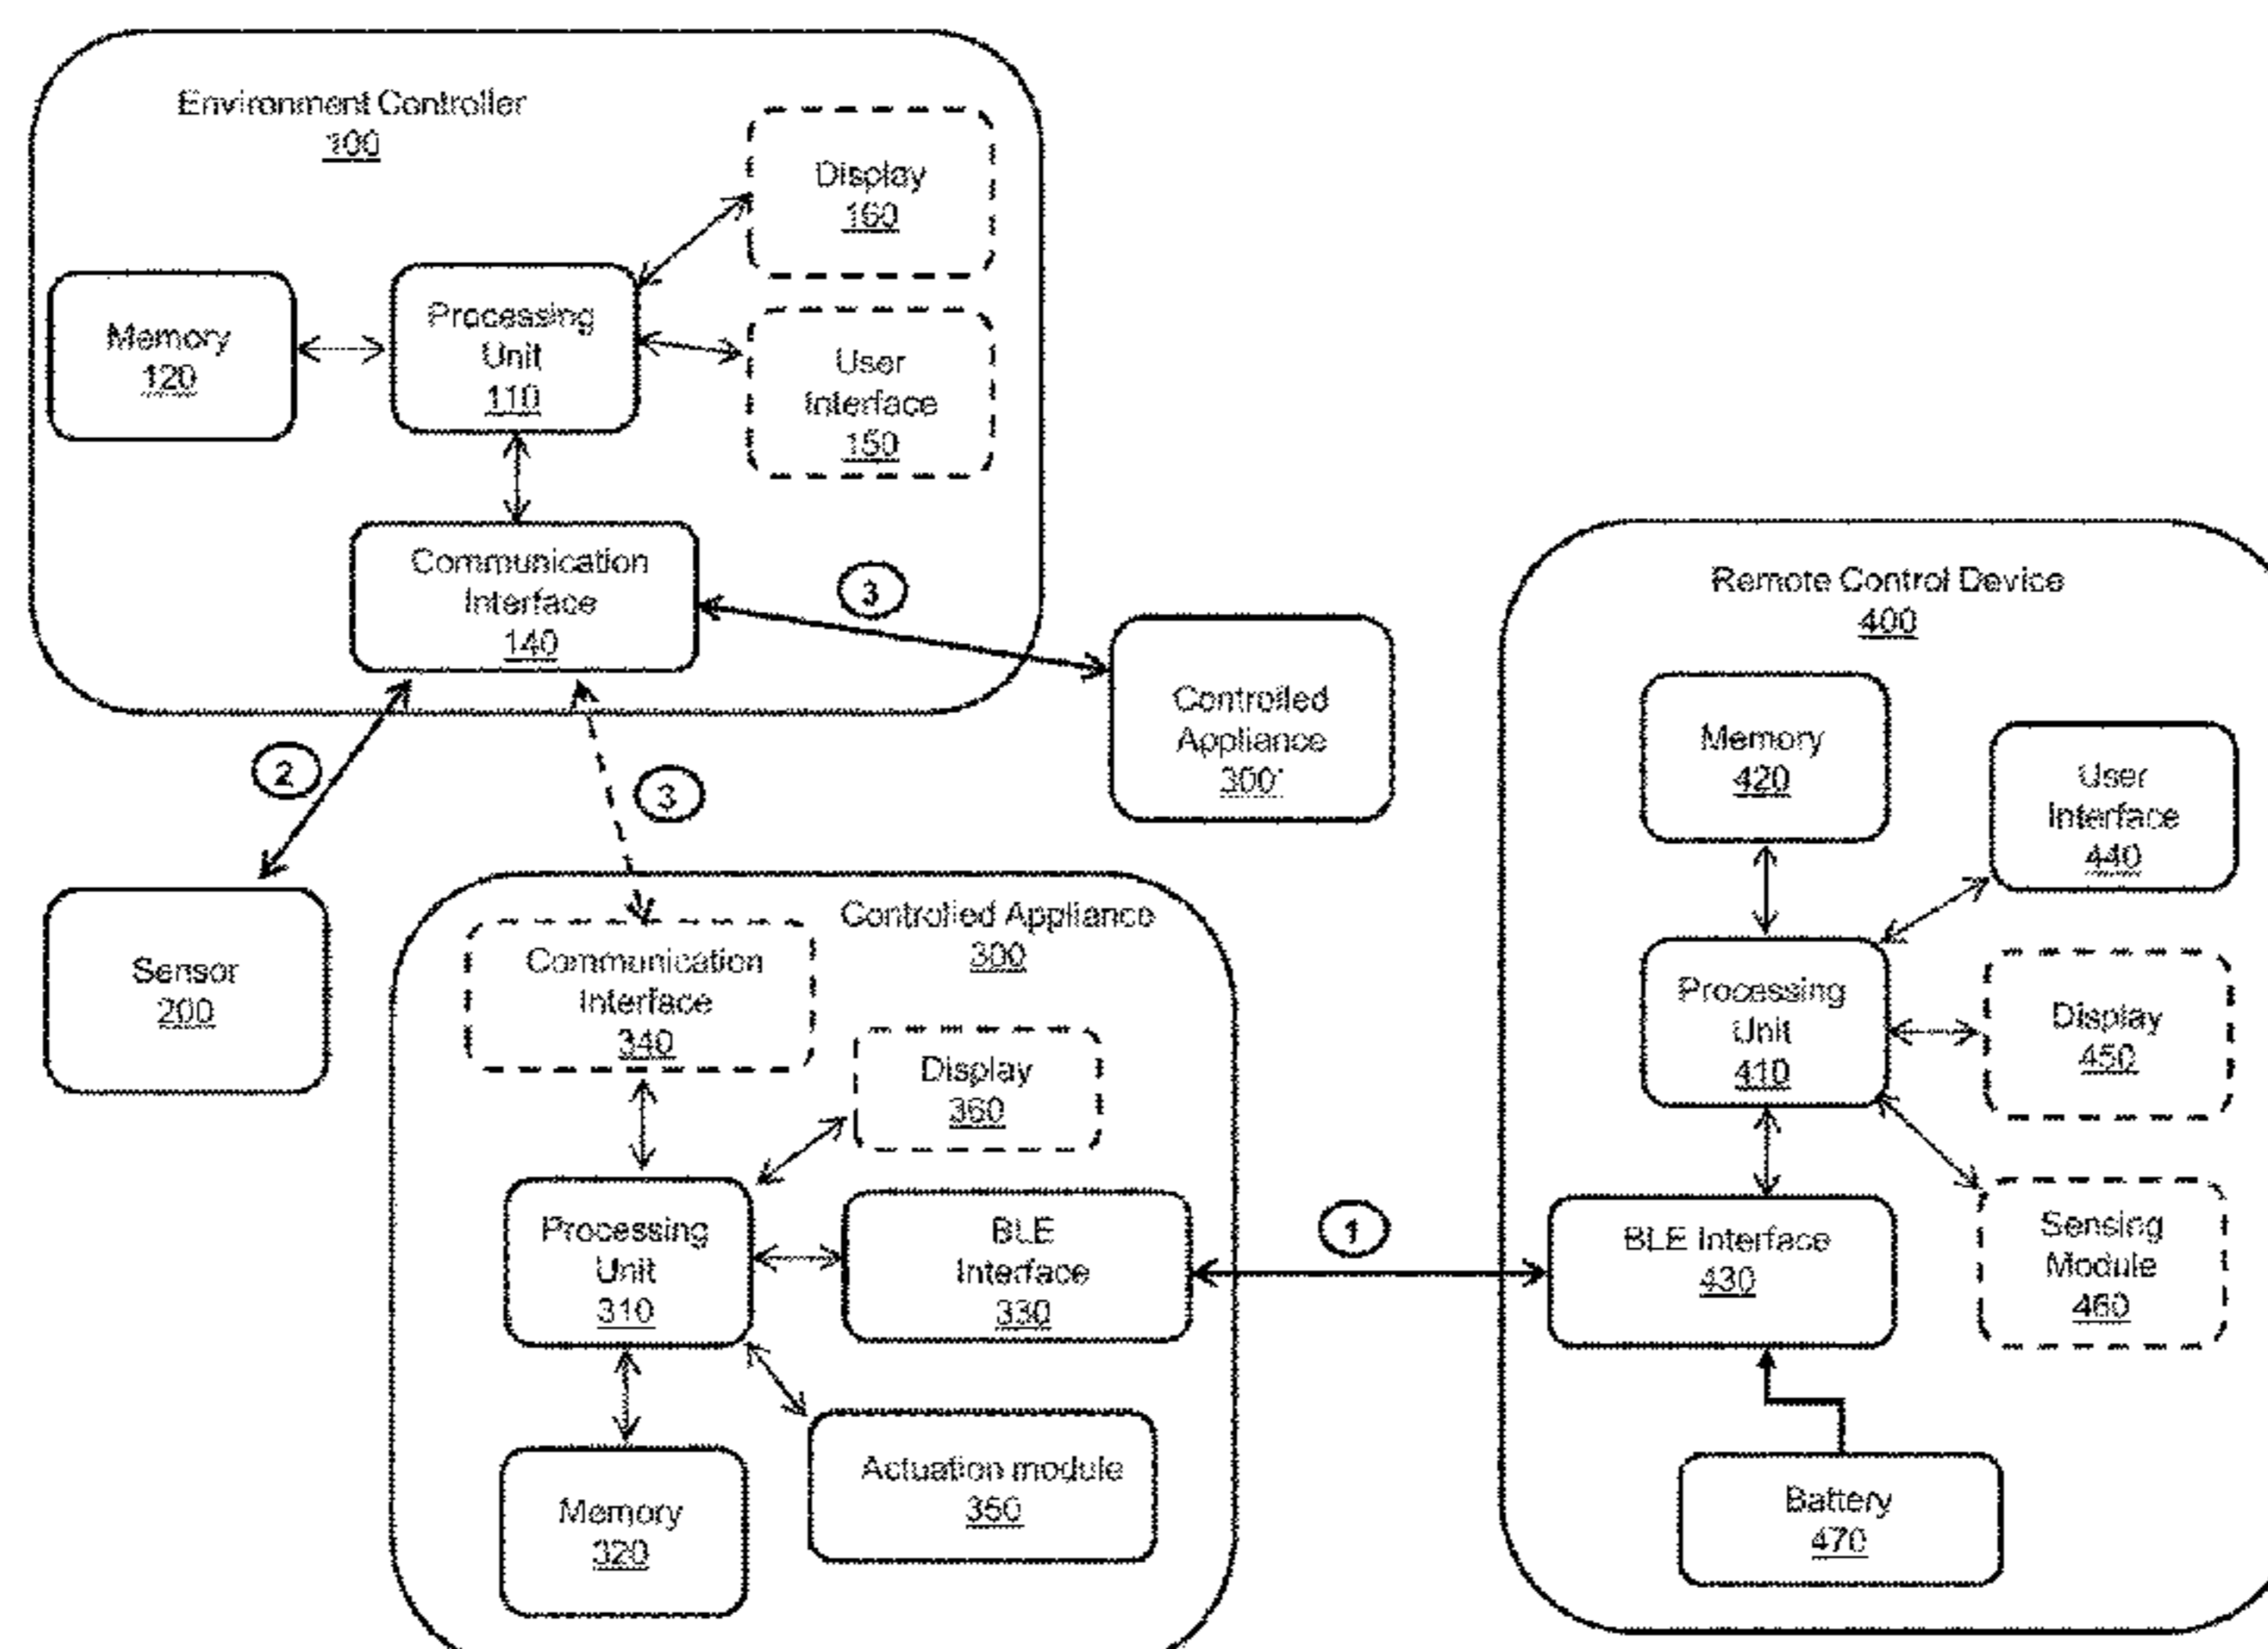 Environment Controller
100
Display
160
Memory
120
Processing
Unit
110
User
Interface
150
Communication
Interface
140
3
Controlled
Appliance
300'
2
3
Sensor
200
Controlled Appliance
300
Communication
Interface
340
Display
360
Processing
Unit
310
BLE
Interface
330
Memory
320
Actuation module
350
1
Remote Control Device
400
Memory
420
User
Interface
440
Processing
Unit
410
Display
450
BLE Interface
430
Sensing
Module
460
Battery
470